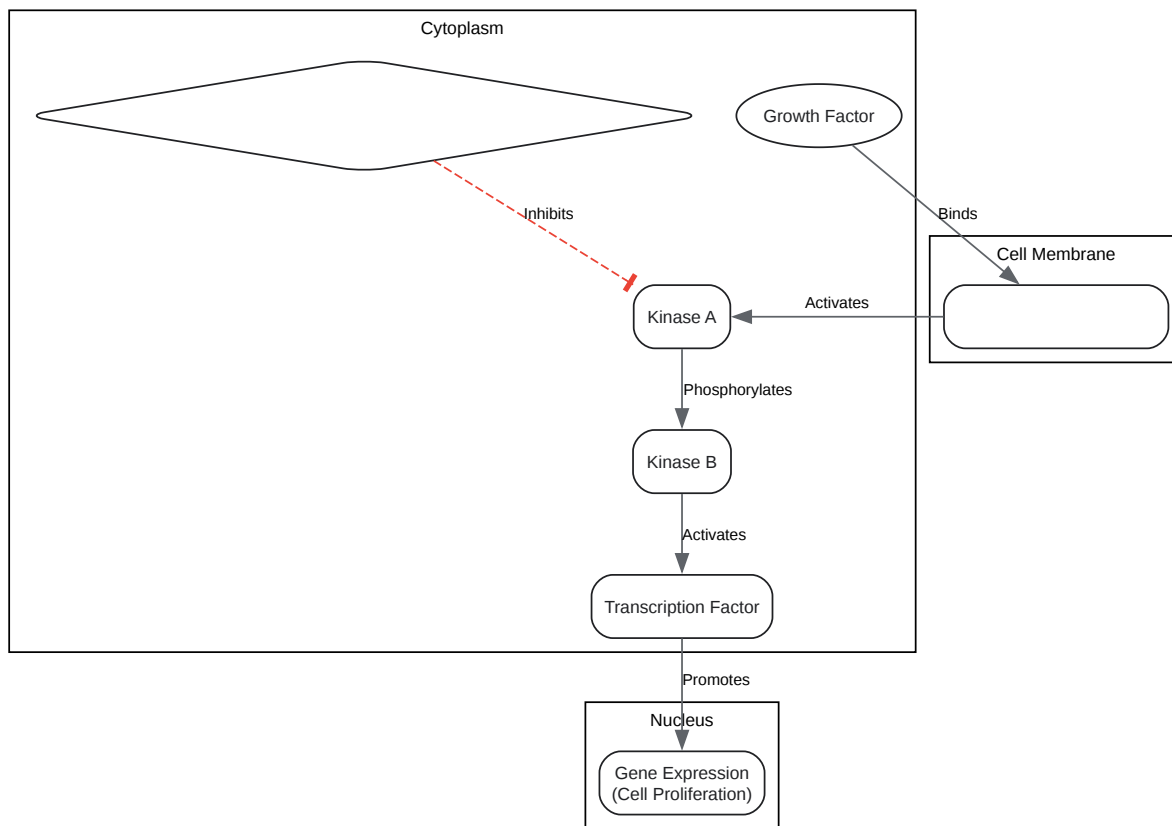 Cytoplasm
Growth Factor
Inhibits
Binds
Cell Membrane
Activates
Kinase A
Phosphorylates
Kinase B
Activates
Transcription Factor
Promotes
Nucleus
Gene Expression
(Cell Proliferation)